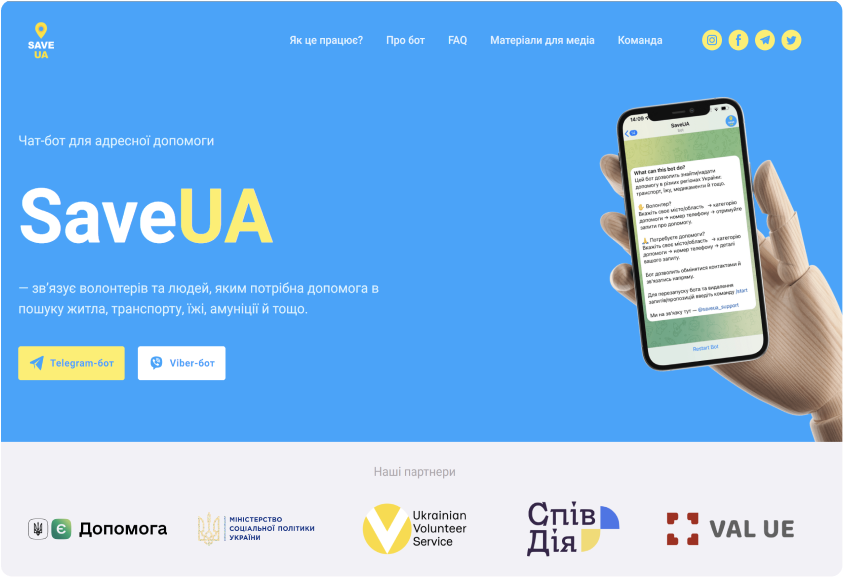 SAVE
UA
Як це працює?
Про бот
FAQ
Матеріали для медіа
Команда
Чат-бот для адресної допомоги
SaveUA
— зв’язує волонтерів та людей, яким потрібна допомога в
пошуку житла, транспорту, їжі, амуніції й тощо.
Telegram-бот
Viber-бот
14:09
SaveUA
What can this bot do?
Цей бот дозволить знайти/надати
допомогу в різних регіонах України:
транспорт, їжу, медикаменти й тощо.
Волонтер?
Вкажіть своє місто/область → категорію
допомоги → номер телефону → отримуйте
запити про допомогу.
Потребуєте допомоги?
Вкажіть своє місто/область → категорію
допомоги → номер телефону → деталі
вашого запиту.
Бот дозволить обмінятися контактами й
зв'язатись напряму.
Для перезапуску бота та видалення
запитів/пропозицій введіть команду /start
Ми на зв'язку тут — @saveua_support
Restart Bot
Наші партнери
є Допомога
МІНІСТЕРСТВО
СОЦІАЛЬНОЇ ПОЛІТИКИ
УКРАЇНИ
Ukrainian
Volunteer
Service
Спів
Дія
VAL UE